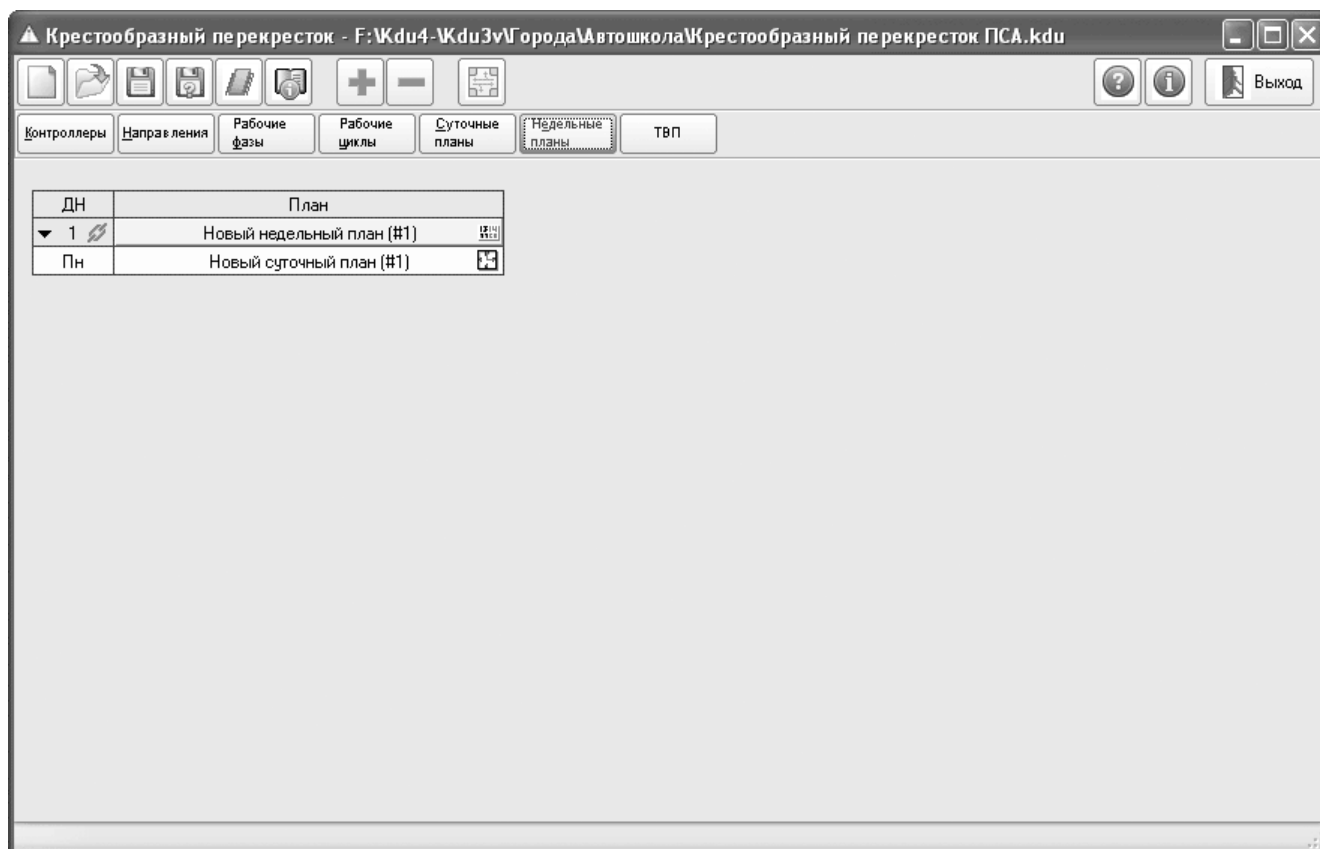 Крестообразный перекресток - F:\Kdu4-\Kdu3v\Города\Автошкола\Крестообразный перекресток ПСА.kdu
Выход
Контроллеры
Направления
Рабочие
фазы
Рабочие
циклы
Суточные
планы
Недельные
планы
ТВП
ДН План
1 Новый недельный план (#1)
Пн Новый суточный план (#1)